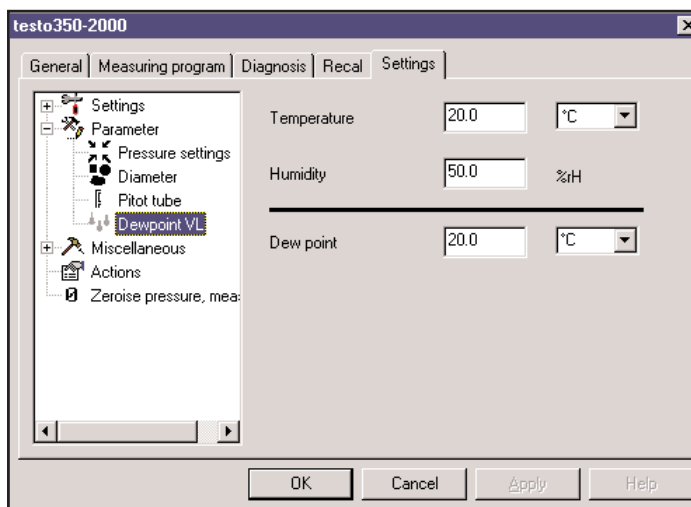 testo350-2000
General Measuring program Diagnosis Recal Settings
Settings
Parameter
Pressure settings
Diameter
Pitot tube
Dewpoint VL
Miscellaneous
Actions
Zeroise pressure, mea
Temperature 20.0 °C
Humidity 50.0 %rH
Dew point 20.0 °C
OK Cancel Apply Help